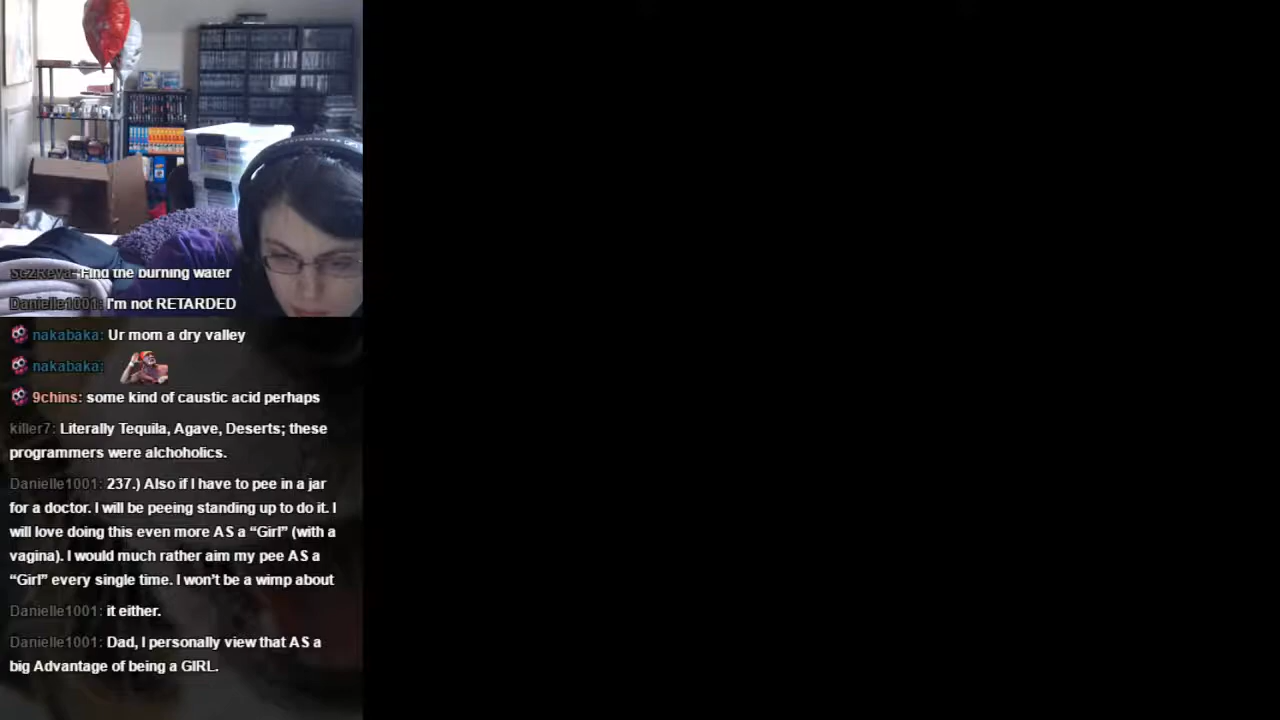 SczReya: Find the burning water
Danielle1001: I'm not RETARDED
nakabaka: Ur mom a dry valley
nakabaka:
9chins: some kind of caustic acid perhaps
killer7: Literally Tequila, Agave, Deserts; these
programmers were alchoholics.
Danielle1001: 237.) Also if I have to pee in a jar
for a doctor. I will be peeing standing up to do it. I
will love doing this even more AS a “Girl” (with a
vagina). I would much rather aim my pee AS a
“Girl” every single time. I won’t be a wimp about
Danielle1001: it either.
Danielle1001: Dad, I personally view that AS a
big Advantage of being a GIRL.